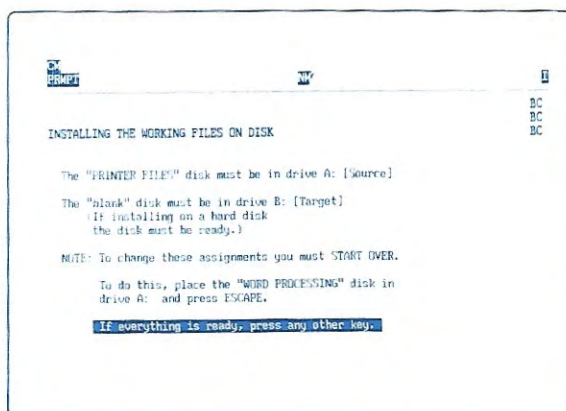 PRMPT
BC
BC
INSTALLING THE WORKING FILES ON DISK BC
The "PRINTER FILES" disk must be in drive A: [Source]
The "blank" disk must be in drive B: [Target]
(If installing on a hard disk
the disk must be ready.)
NOTE: To change these assignments you must START OVER.
To do this, place the "WORD PROCESSING" disk in
drive A: and press ESCAPE.
If everything is ready, press any other key.